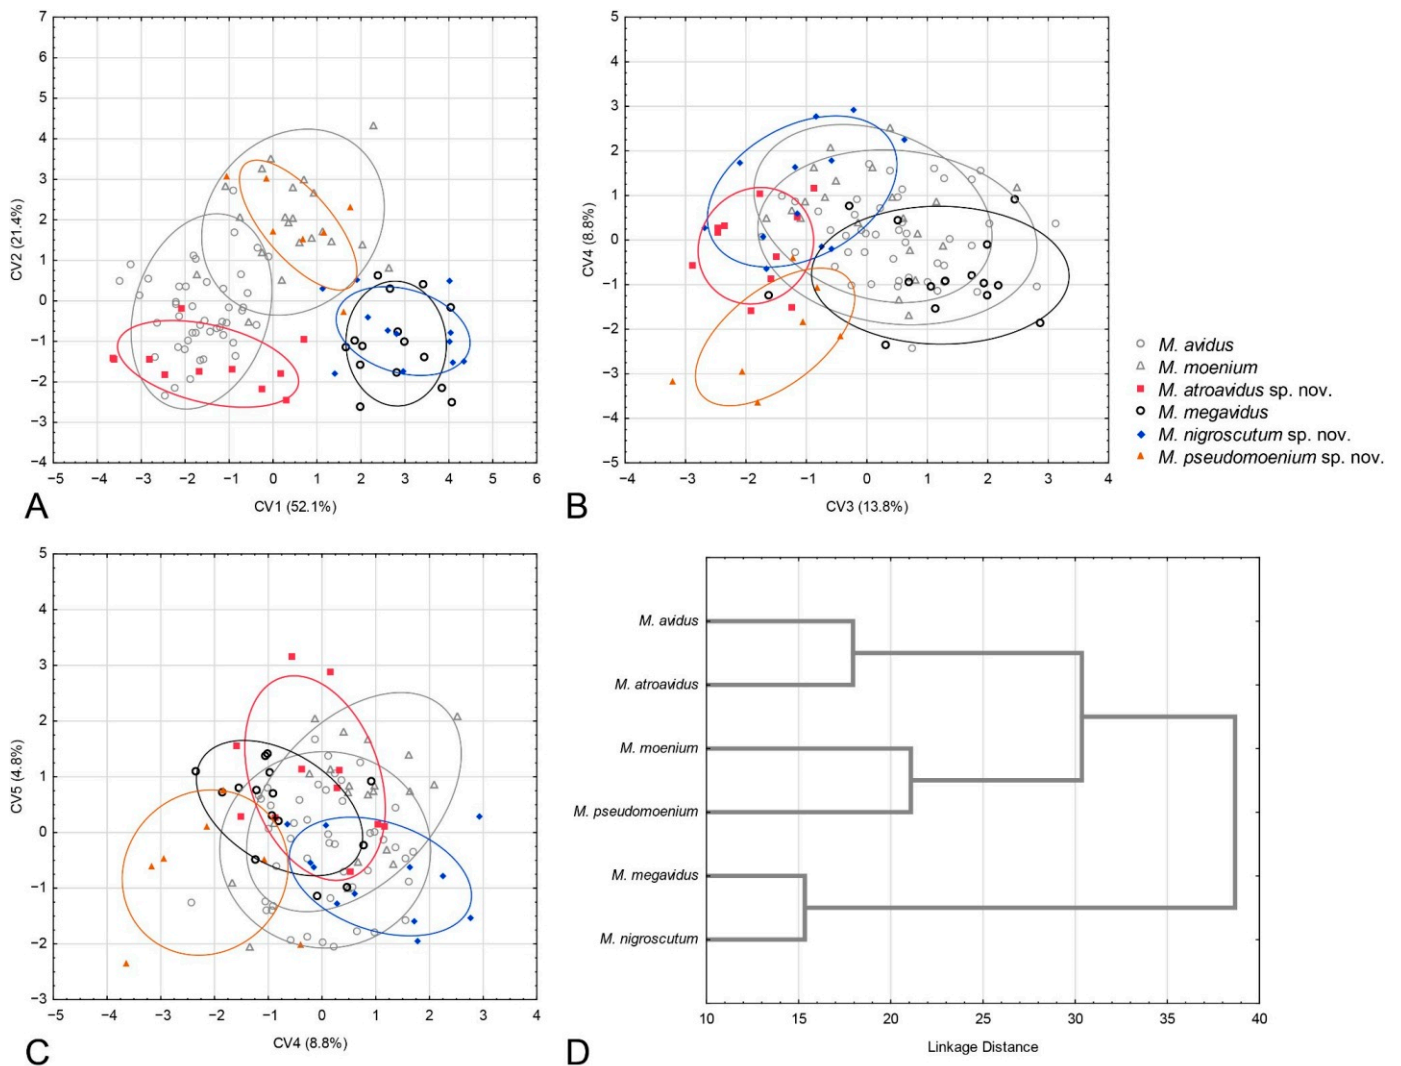 7
6
5
4
3
2
1
0
−1
−2
−3
−4
CV2 (21.4%)
−5 −4 −3 −2 −1 0 1 2 3 4 5 6
CV1 (52.1%)
A
5
4
3
2
1
0
−1
−2
−3
−4
−5
CV4 (8.8%)
−4 −3 −2 −1 0 1 2 3 4
CV3 (13.8%)
B
M. avidus
M. moenium
M. atroavidus sp. nov.
M. megavidus
M. nigroscutum sp. nov.
M. pseudomoenium sp. nov.
5
4
3
2
1
0
−1
−2
−3
CV5 (4.8%)
−5 −4 −3 −2 −1 0 1 2 3 4
CV4 (8.8%)
C
M. avidus
M. atroavidus
M. moenium
M. pseudomoenium
M. megavidus
M. nigroscutum
10 15 20 25 30 35 40
Linkage Distance
D